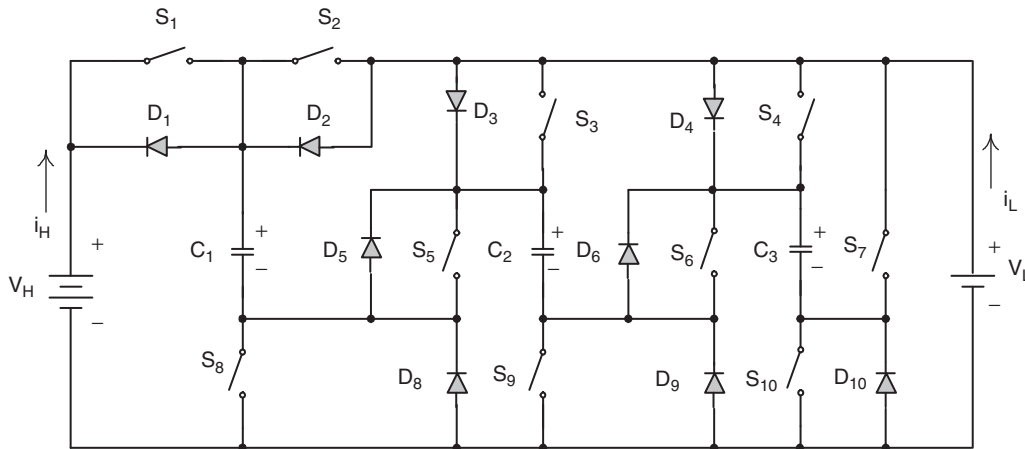 S1 S2
D1 D2 D3 S3 D4 S4
iH iL
VH + − C1 + − D5 S5 C2 + − D6 S6 C3 + − S7 + − VL
S8 D8 S9 D9 S10 D10